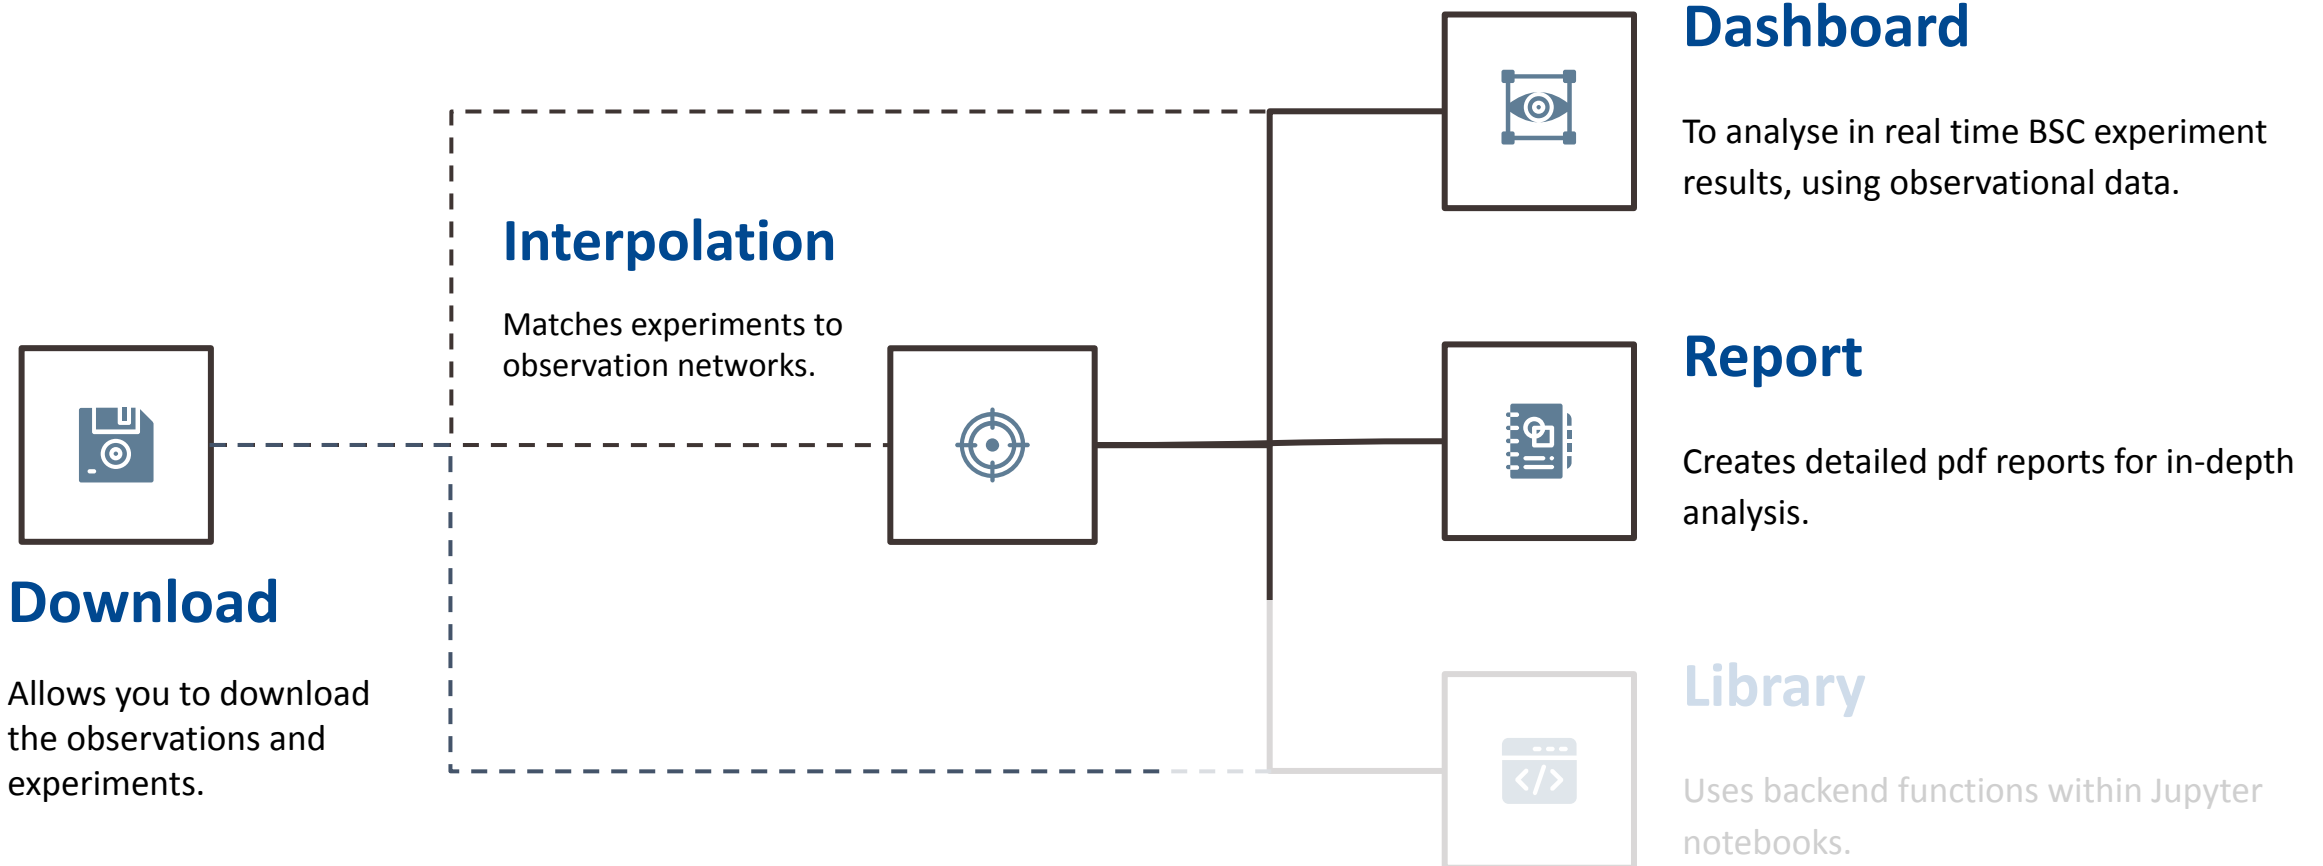 Download
Allows you to download
the observations and
experiments.
Interpolation
Matches experiments to
observation networks.
Dashboard
To analyse in real time BSC experiment
results, using observational data.
Report
Creates detailed pdf reports for in-depth
analysis.
Library
Uses backend functions within Jupyter
notebooks.